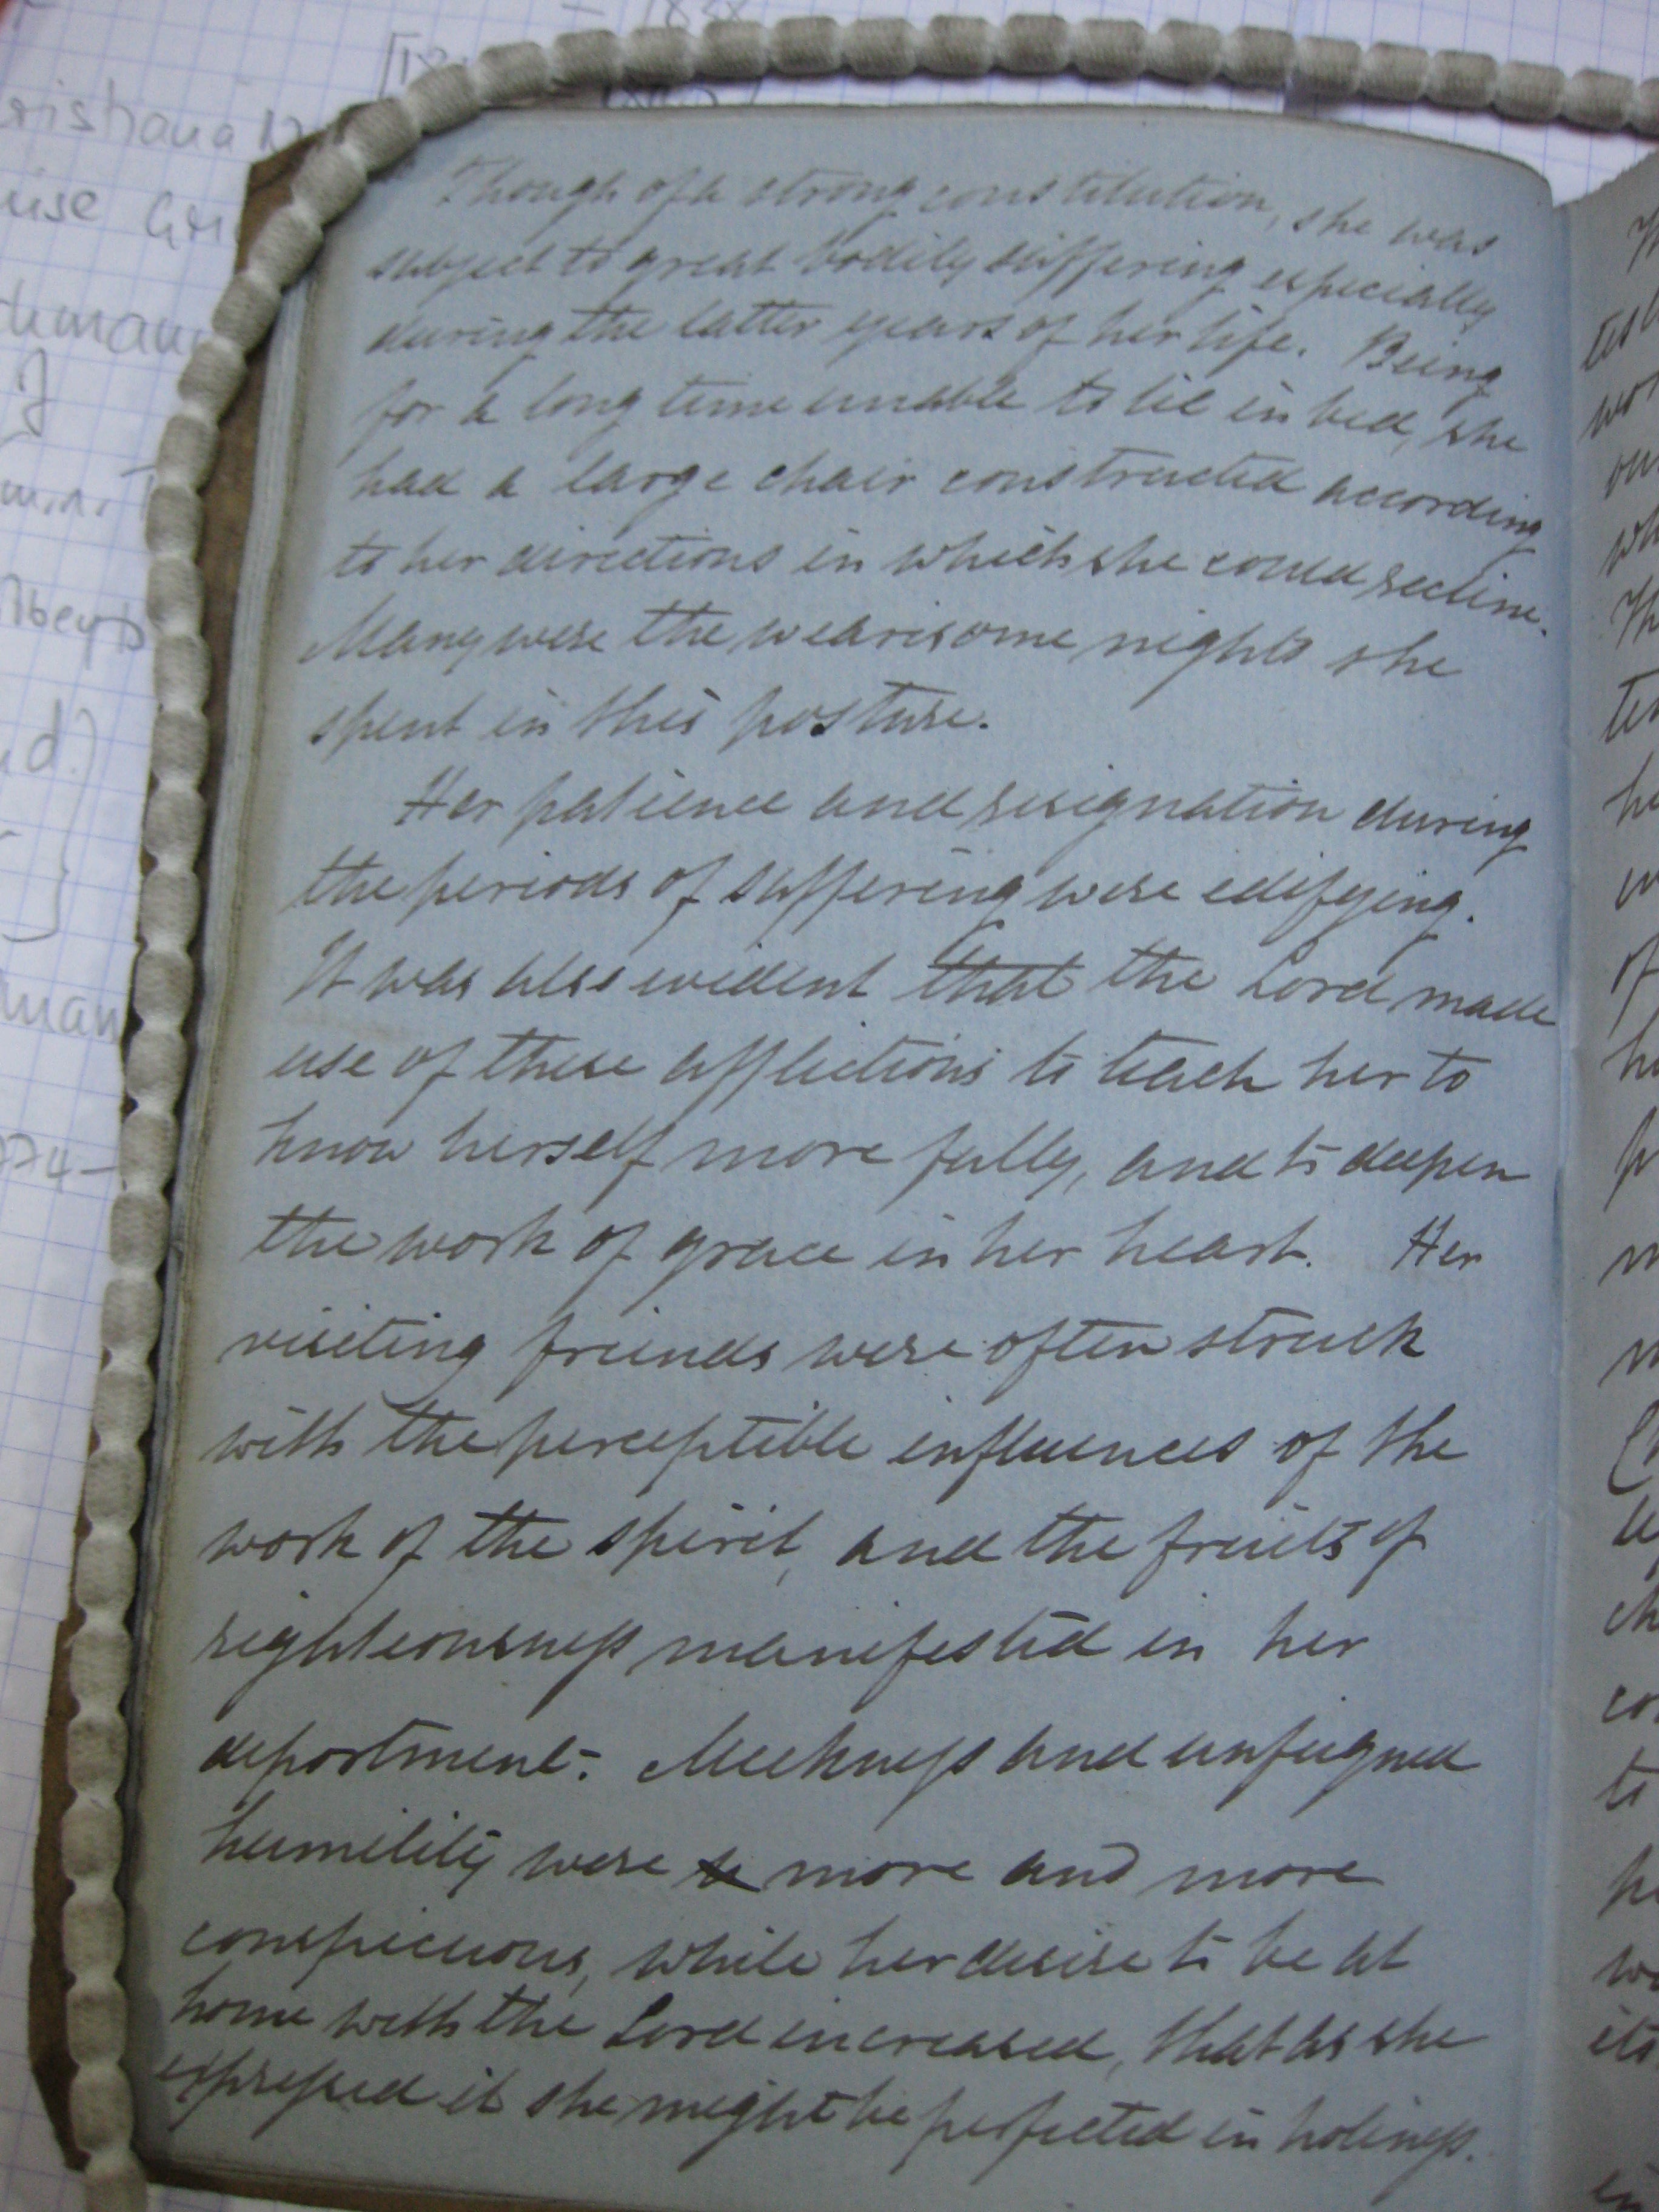 Though of a strong constitution, she was
subject to great bodily suffering especially
during the latter years of her life. Being
for a long time unable to lie in bed, she
had a large chair constructed according
to her directions in which she could recline.
Many were the wearisome nights she
spent in this posture.
Her patience and resignation during
the periods of suffering were edifying.
It was also evident that the Lord made
use of these afflictions to teach her to
know herself more fully, and to deepen
the work of grace in her heart. Her
visiting friends were often struck
with the perceptible influences of the
work of the spirit, and the fruits of
righteousness manifested in her
deportment. Meekness and unfeigned
humility were more and more
conspicuous, while her desire to be at
home with the Lord increased, that as she
expressed it she might be perfected in holiness.